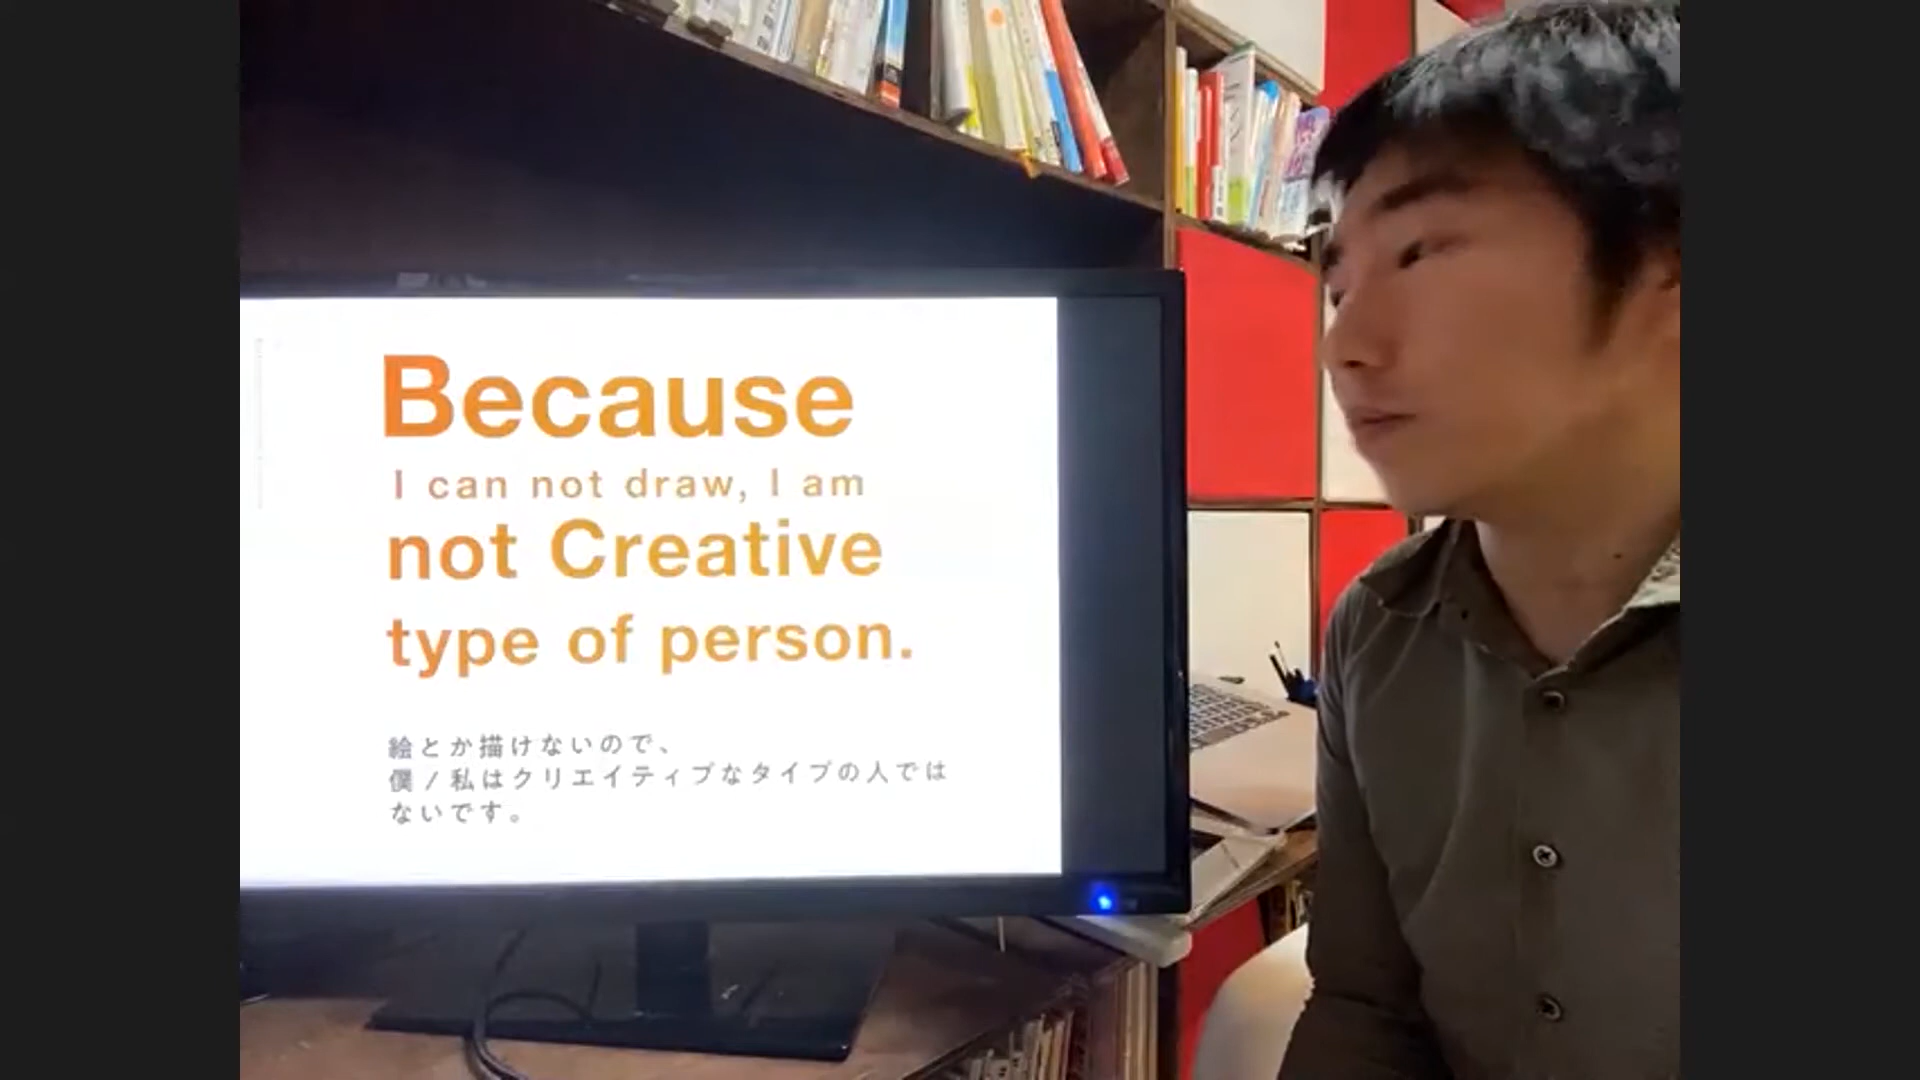 Because
I can not draw, I am
not Creative
type of person.
絵とか描けないので、
僕 / 私はクリエイティブなタイプの人では
ないです。